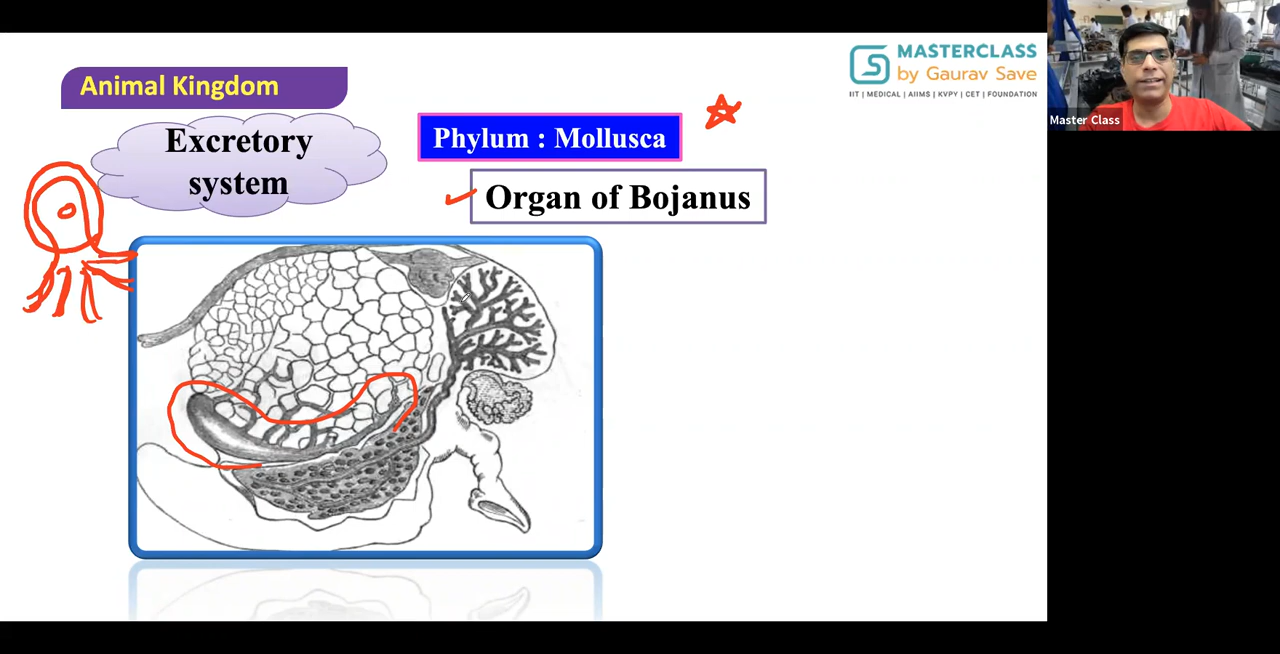 MASTERCLASS
by Gaurav Save
IIT | MEDICAL | AIIMS | KVPY | CET | FOUNDATION
Animal Kingdom
Excretory
system
Phylum : Mollusca
Organ of Bojanus
Master Class